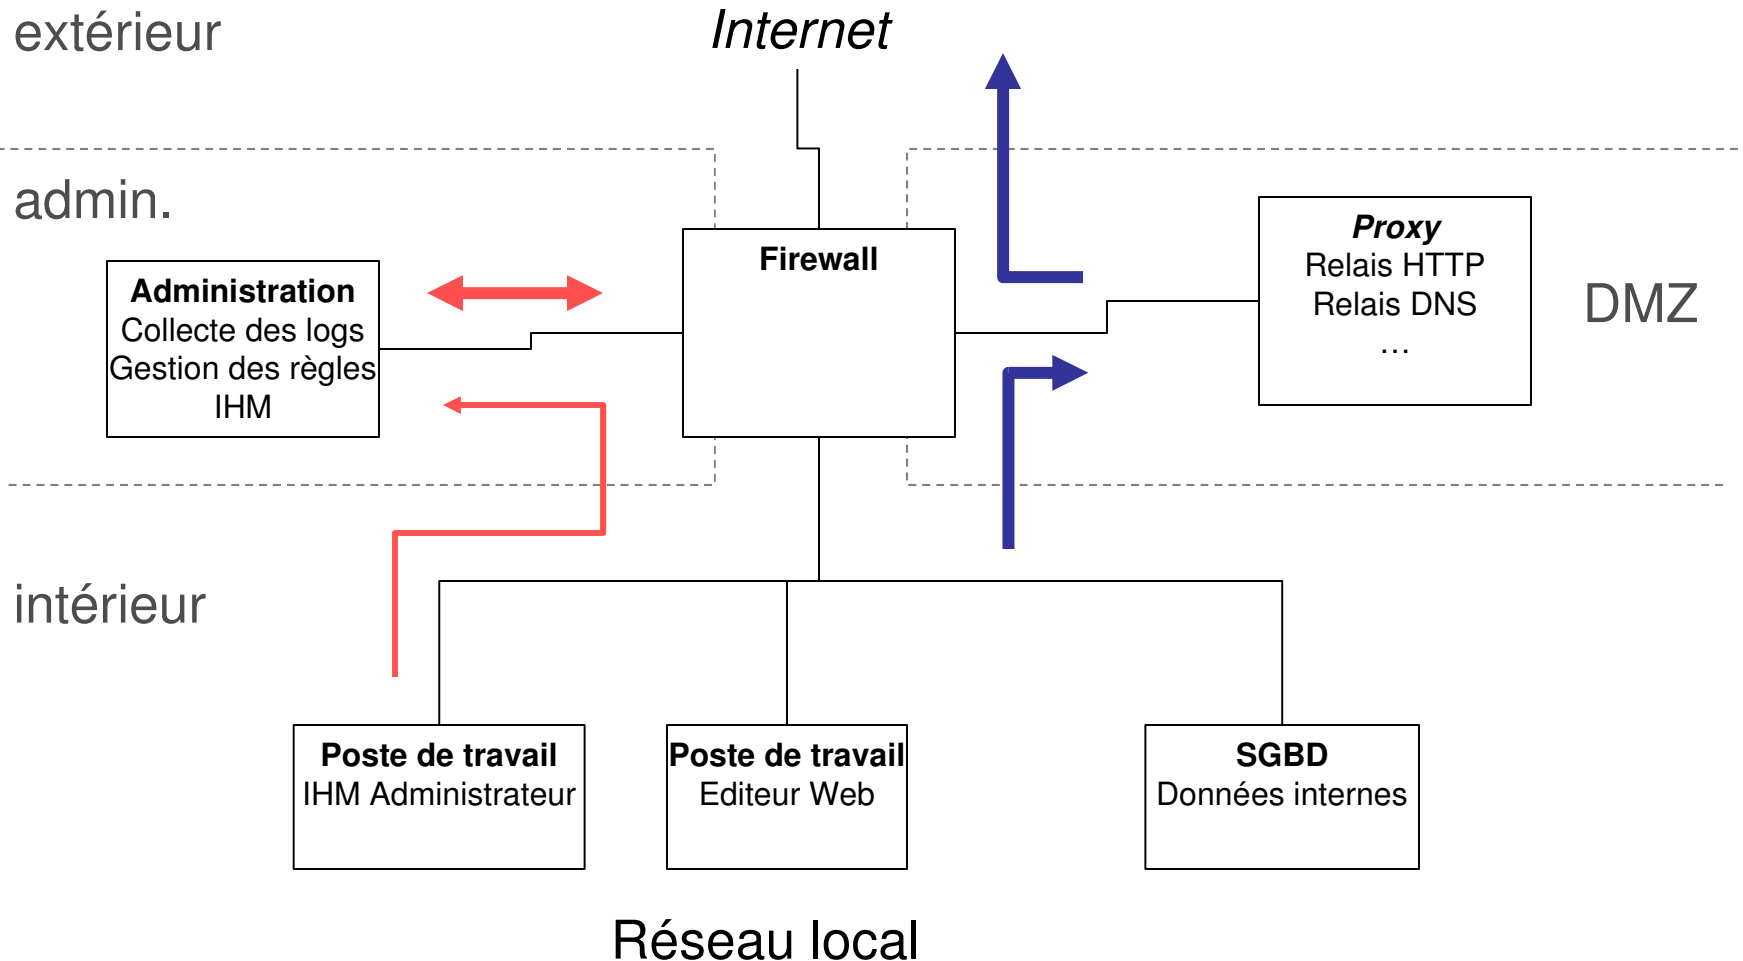 extérieur
Internet
admin.
Administration
Collecte des logs
Gestion des règles
IHM
Firewall
Proxy
Relais HTTP
Relais DNS
...
DMZ
intérieur
Poste de travail
IHM Administrateur
Poste de travail
Editeur Web
SGBD
Données internes
Réseau local